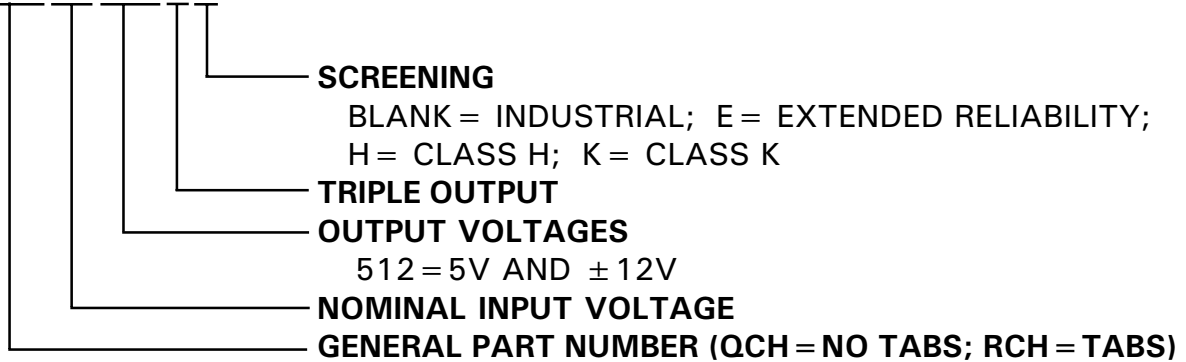 SCREENING
BLANK = INDUSTRIAL; E = EXTENDED RELIABILITY;
H = CLASS H; K = CLASS K
TRIPLE OUTPUT
OUTPUT VOLTAGES
512 = 5V AND ±12V
NOMINAL INPUT VOLTAGE
GENERAL PART NUMBER (QCH = NO TABS; RCH = TABS)